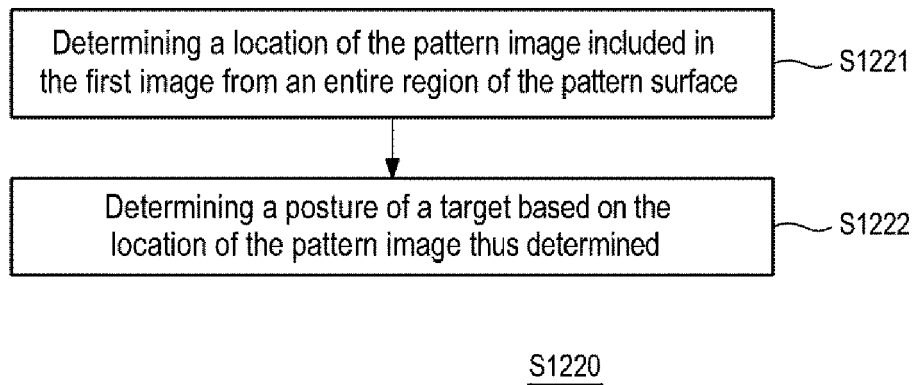 Determining a location of the pattern image included in
the first image from an entire region of the pattern surface
S1221
Determining a posture of a target based on the
location of the pattern image thus determined
S1222
S1220